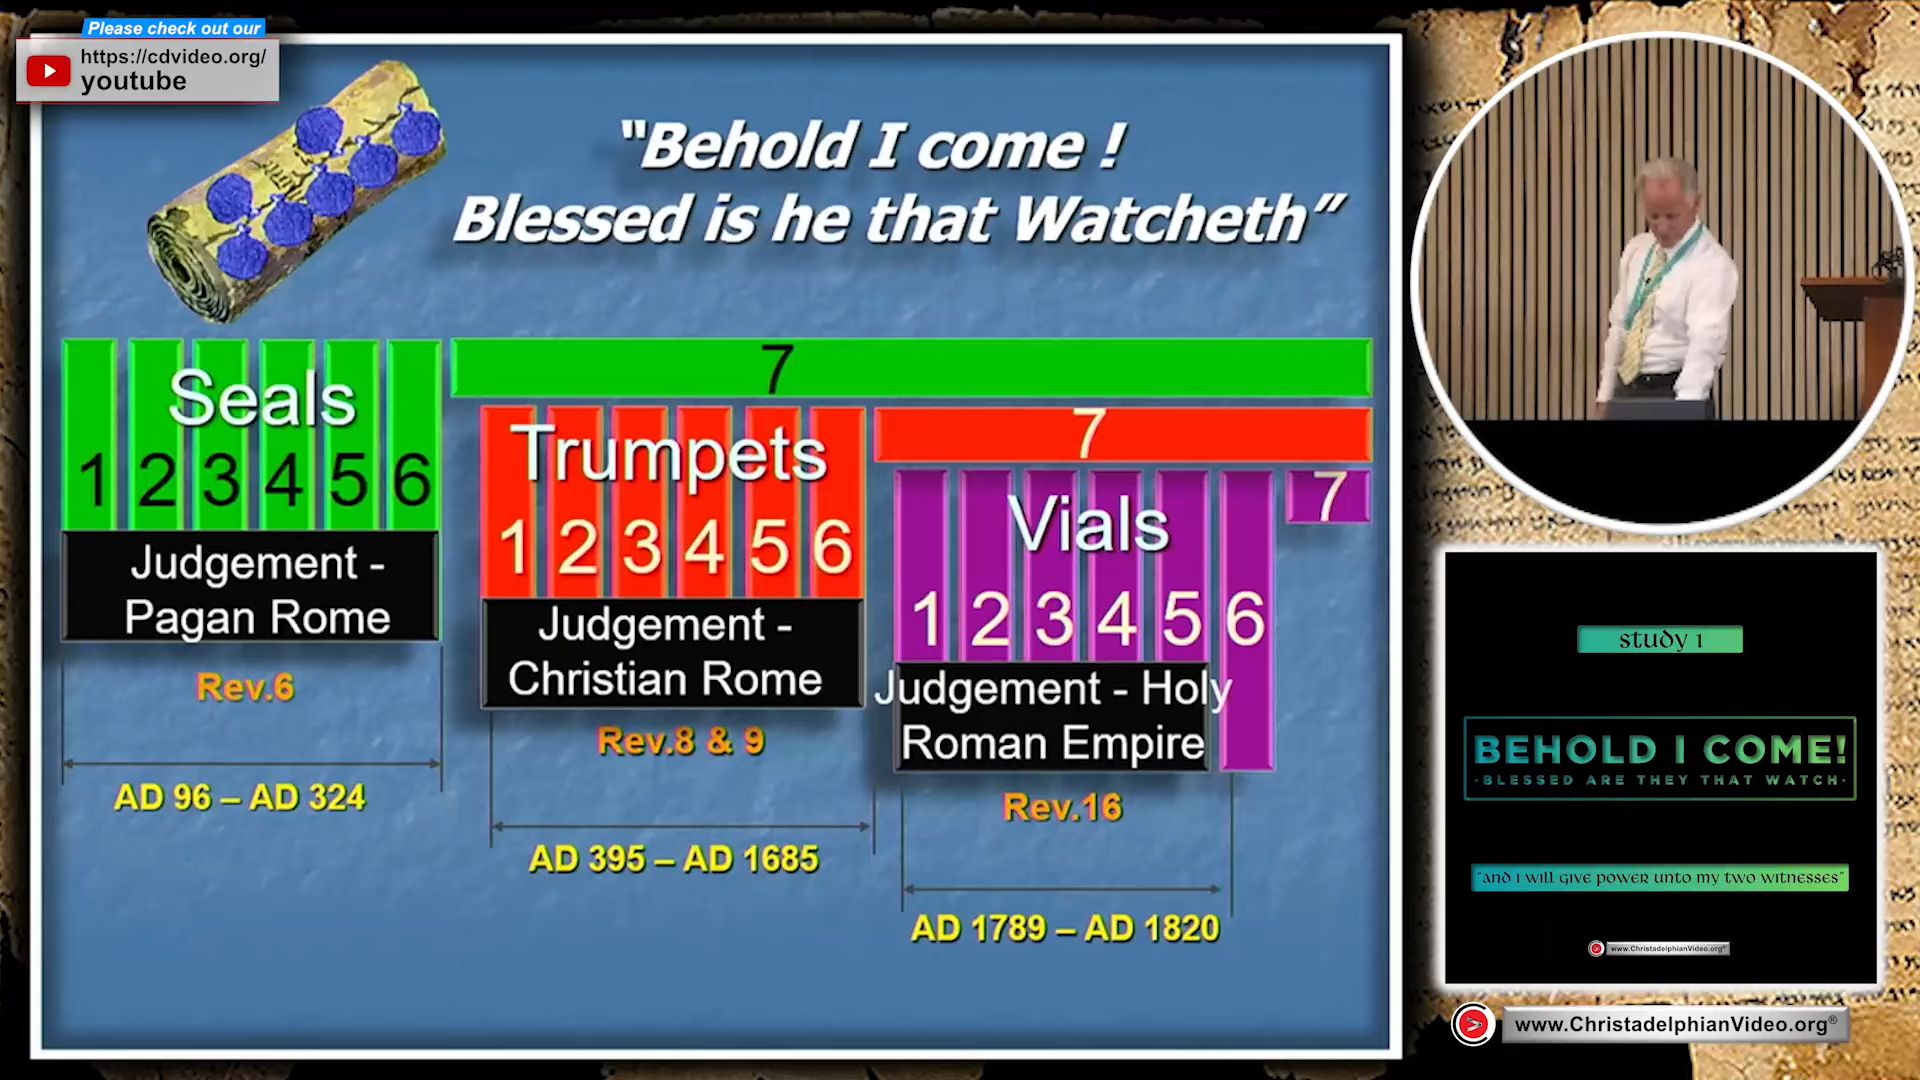 Please check out our
https://cdvideo.org/
youtube
“Behold I come !
Blessed is he that Watcheth”
7
Seals
1 2 3 4 5 6
Judgement -
Pagan Rome
Rev.6
AD 96 – AD 324
7
Trumpets
1 2 3 4 5 6
Judgement -
Christian Rome
Rev.8 & 9
AD 395 – AD 1685
7
Vials
1 2 3 4 5 6
Judgement - Holy
Roman Empire
Rev.16
AD 1789 – AD 1820
study 1
BEHOLD I COME!
·BLESSED ARE THEY THAT WATCH·
"and i will give power unto my two witnesses"
www.ChristadelphianVideo.org®
www.ChristadelphianVideo.org®